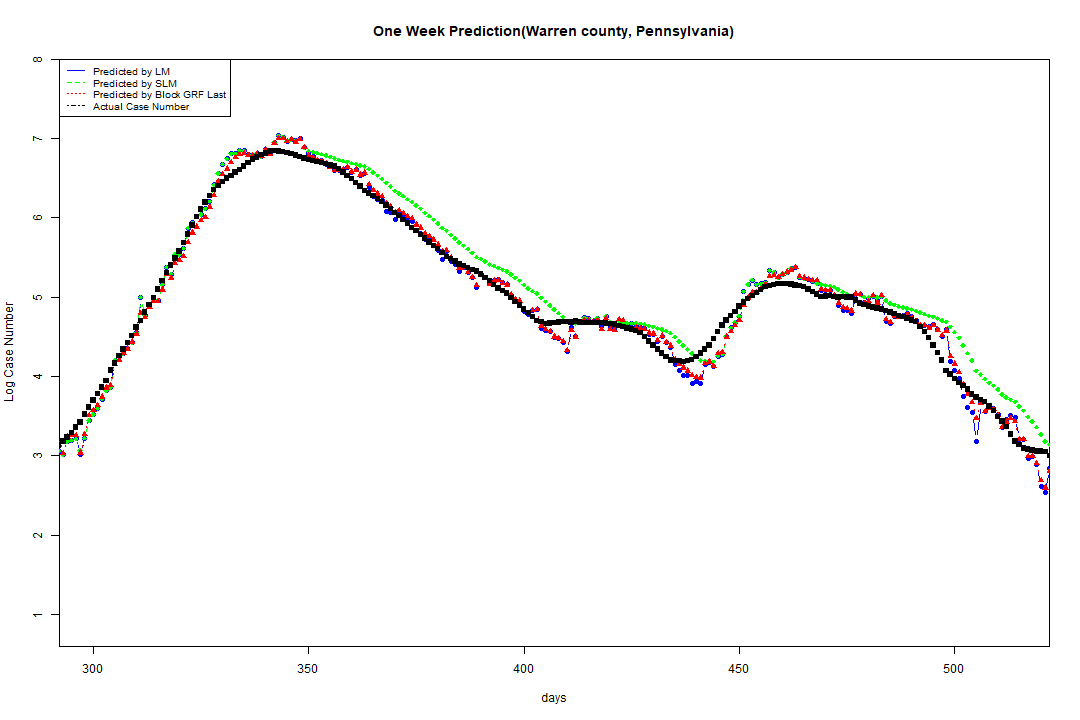 One Week Prediction(Warren county, Pennsylvania)
Predicted by LM
Predicted by SLM
Predicted by Block GRF Last
Actual Case Number
8
7
6
5
4
3
2
1
Log Case Number
300 350 400 450 500
days